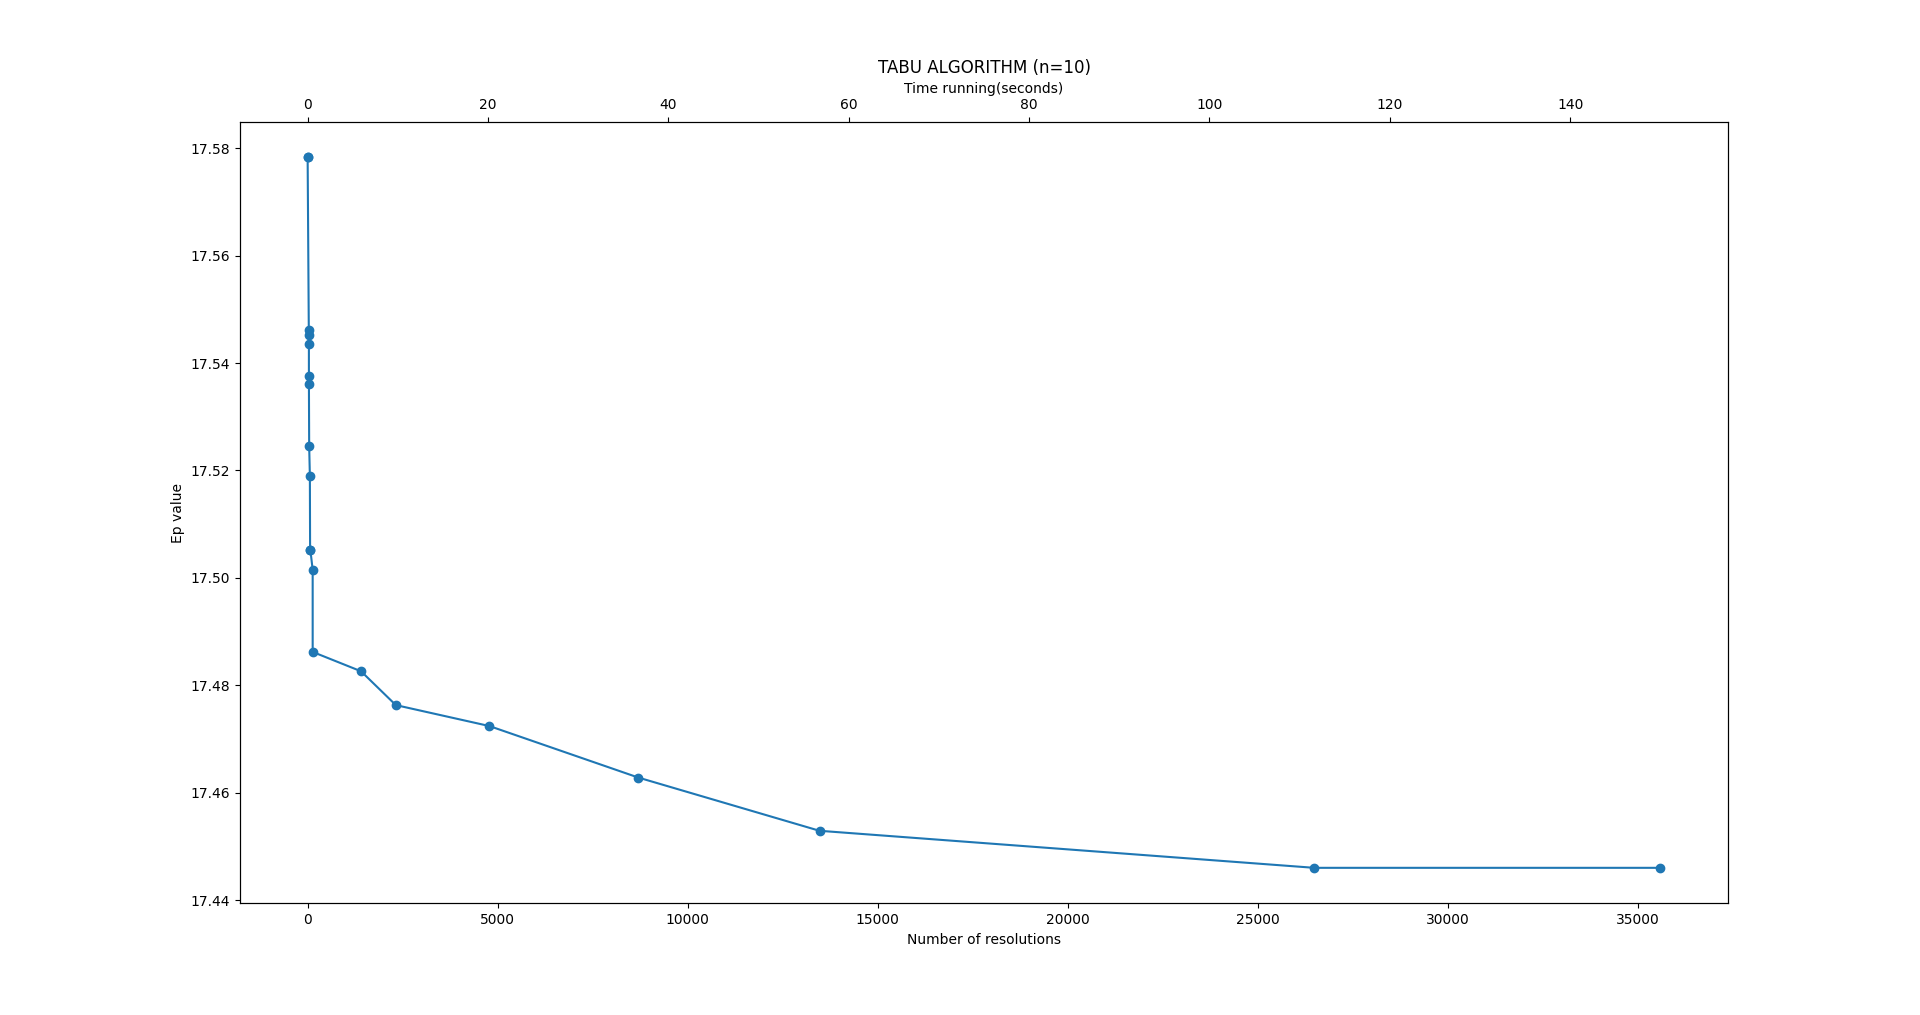 TABU ALGORITHM (n=10)
Time running(seconds)
0 20 40 60 80 100 120 140
17.58
17.56
17.54
17.52
17.50
17.48
17.46
17.44
Ep value
0 5000 10000 15000 20000 25000 30000 35000
Number of resolutions